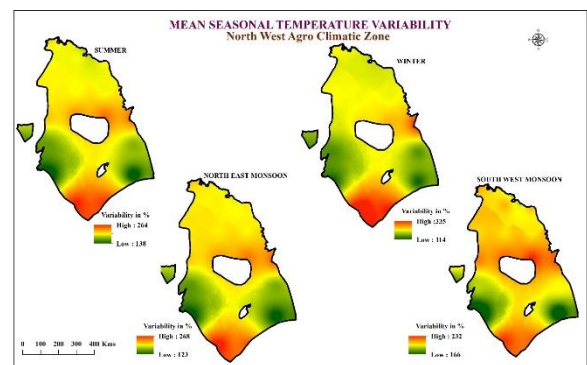 MEAN SEASONAL TEMPERATURE VARIABILITY
North West Agro Climatic Zone
SUMMER
WINTER
Variability in %
High : 264
Low : 138
Variability in %
High :325
Low : 114
NORTH EAST MONSOON
SOUTH WEST MONSOON
Variability in %
High : 268
Low : 123
Variability in %
High : 232
Low : 166
0 100 200 300 400 Kms